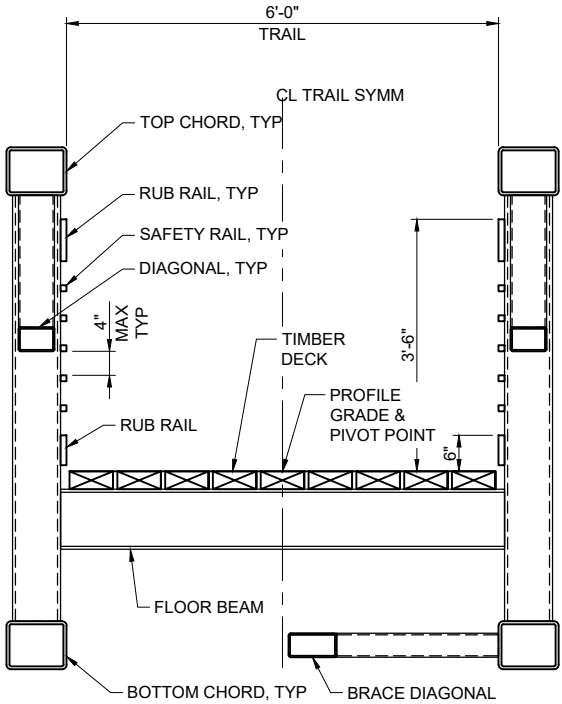 6'-0"
TRAIL
CL TRAIL SYMM
TOP CHORD, TYP
RUB RAIL, TYP
SAFETY RAIL, TYP
DIAGONAL, TYP
4"
MAX
TYP
TIMBER
DECK
3'-6"
PROFILE
GRADE &
PIVOT POINT
RUB RAIL
6"
FLOOR BEAM
BOTTOM CHORD, TYP
BRACE DIAGONAL